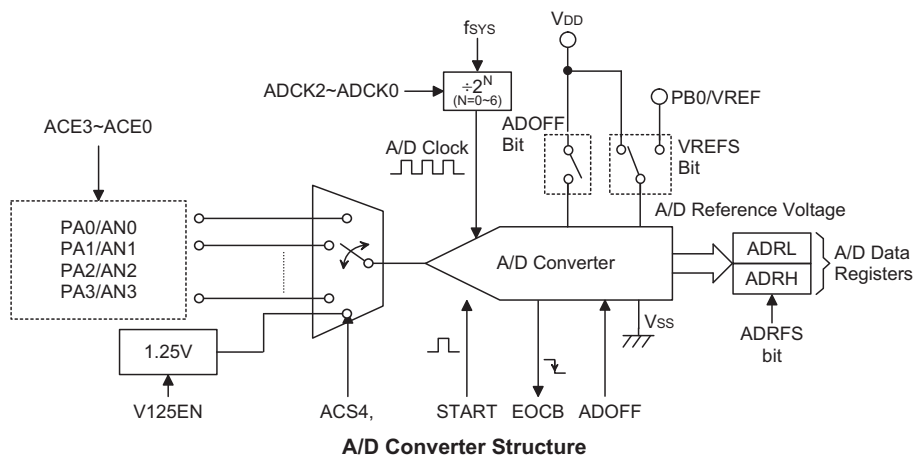 fSYS
VDD
ADCK2~ADCK0
÷2N
(N=0~6)
PB0/VREF
ACE3~ACE0
ADOFF
Bit
VREFS
Bit
A/D Clock
A/D Reference Voltage
PA0/AN0
PA1/AN1
PA2/AN2
PA3/AN3
A/D Converter
ADRL
ADRH
A/D Data
Registers
1.25V
VSS
ADRFS
bit
V125EN
ACS4,
START
EOCB
ADOFF
A/D Converter Structure